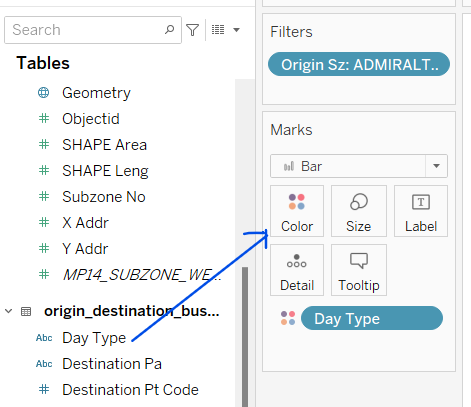 Search
Tables
Geometry
Objectid
SHAPE Area
SHAPE Leng
Subzone No
X Addr
Y Addr
MP14_SUBZONE_WE...
origin_destination_bus...
Abc Day Type
Abc Destination Pa
Destination Pt Code
Filters
Origin Sz: ADMIRALT..
Marks
Bar
Color
Size
T
Label
Detail
Tooltip
Day Type